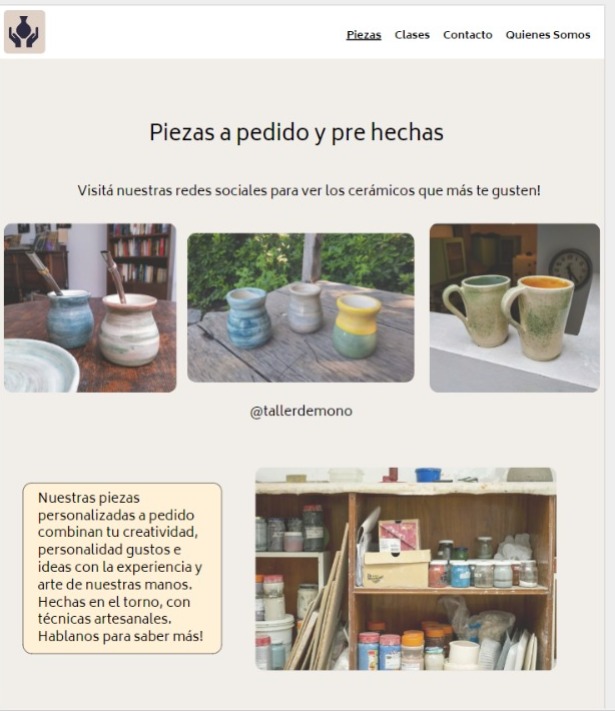 Piezas Clases Contacto Quienes Somos
Piezas a pedido y pre hechas
Visitá nuestras redes sociales para ver los cerámicos que más te gusten!
@tallerdemono
Nuestras piezas
personalizadas a pedido
combinan tu creatividad,
personalidad gustos e
ideas con la experiencia y
arte de nuestras manos.
Hechas en el torno, con
técnicas artesanales.
Hablanos para saber más!